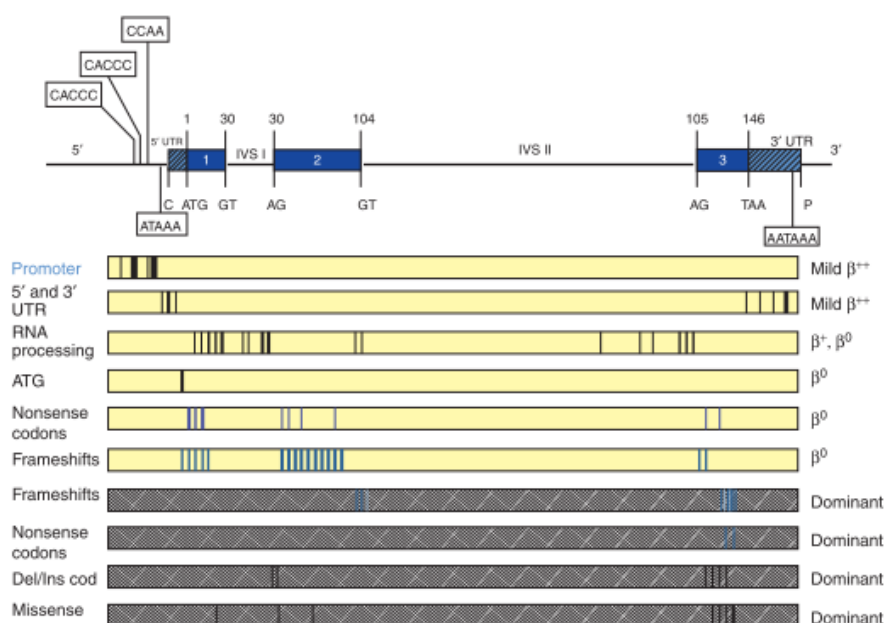 CCAA
CACCC
CACCC
1 30 30 104 105 146
5′ 5′ UTR 1 IVS I 2 IVS II 3 3′ UTR 3′
C ATG GT AG GT AG TAA P
ATAAA AATAAA
Promoter Mild β⁺⁺
5′ and 3′
UTR Mild β⁺⁺
RNA
processing β⁺, β⁰
ATG β⁰
Nonsense
codons β⁰
Frameshifts β⁰
Frameshifts Dominant
Nonsense
codons Dominant
Del/Ins cod Dominant
Missense Dominant